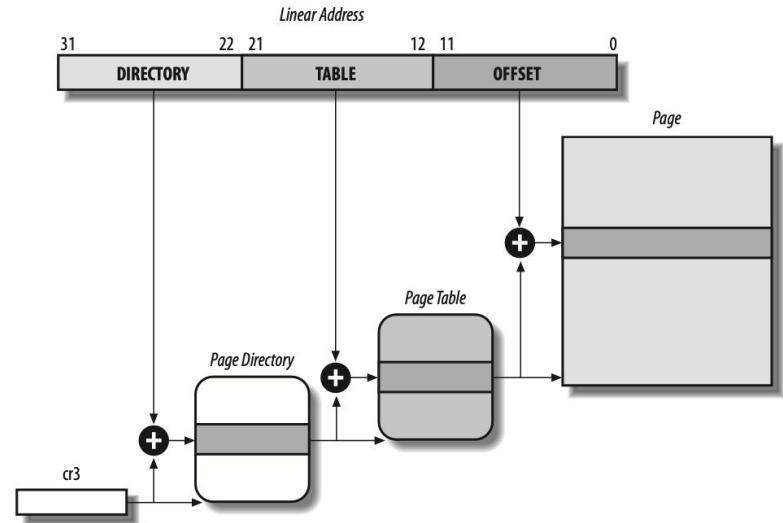 Linear Address
31 22 21 12 11 0
DIRECTORY TABLE OFFSET
Page
Page Table
Page Directory
cr3